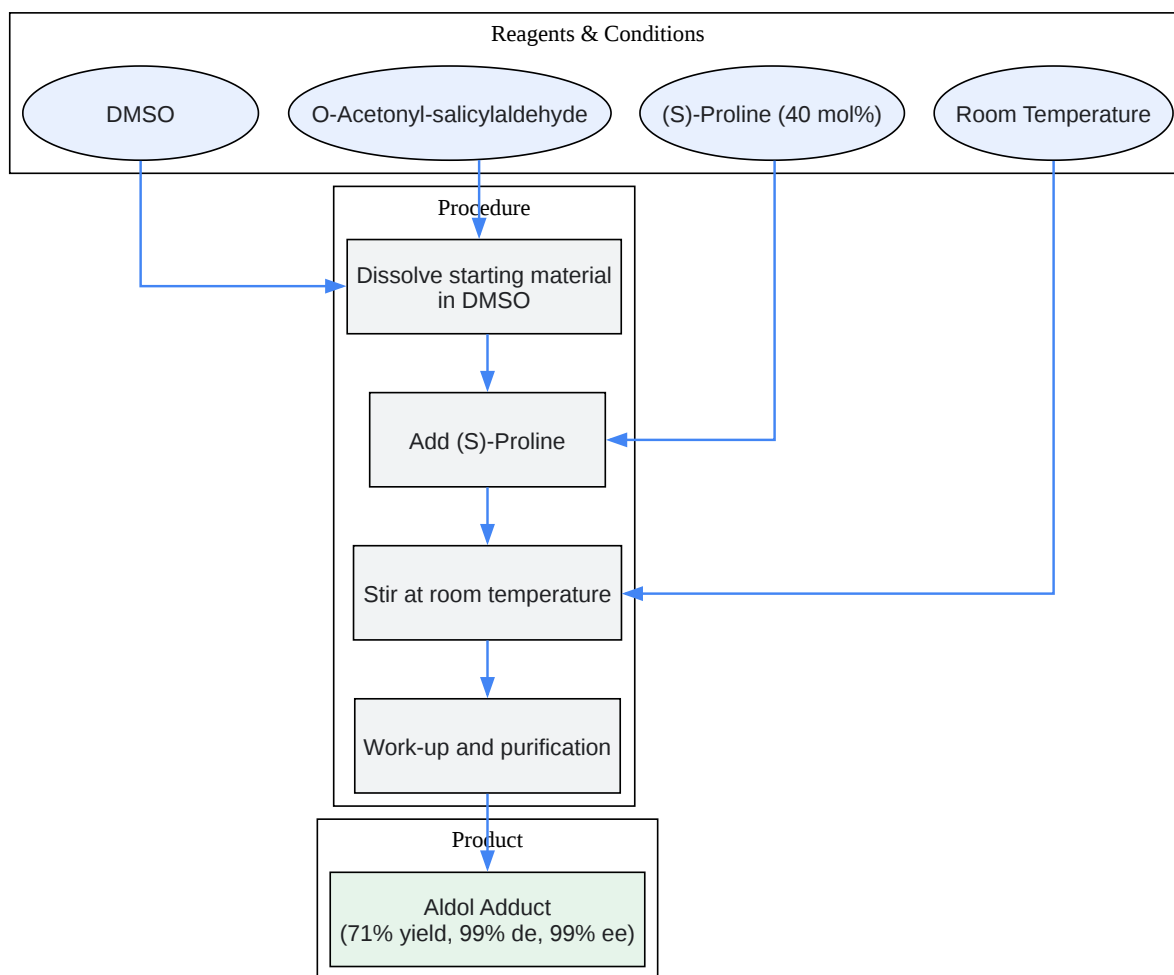 Reagents & Conditions
DMSO
O-Acetonyl-salicylaldehyde
(S)-Proline (40 mol%)
Room Temperature
Procedure
Dissolve starting material
in DMSO
Add (S)-Proline
Stir at room temperature
Work-up and purification
Product
Aldol Adduct
(71% yield, 99% de, 99% ee)